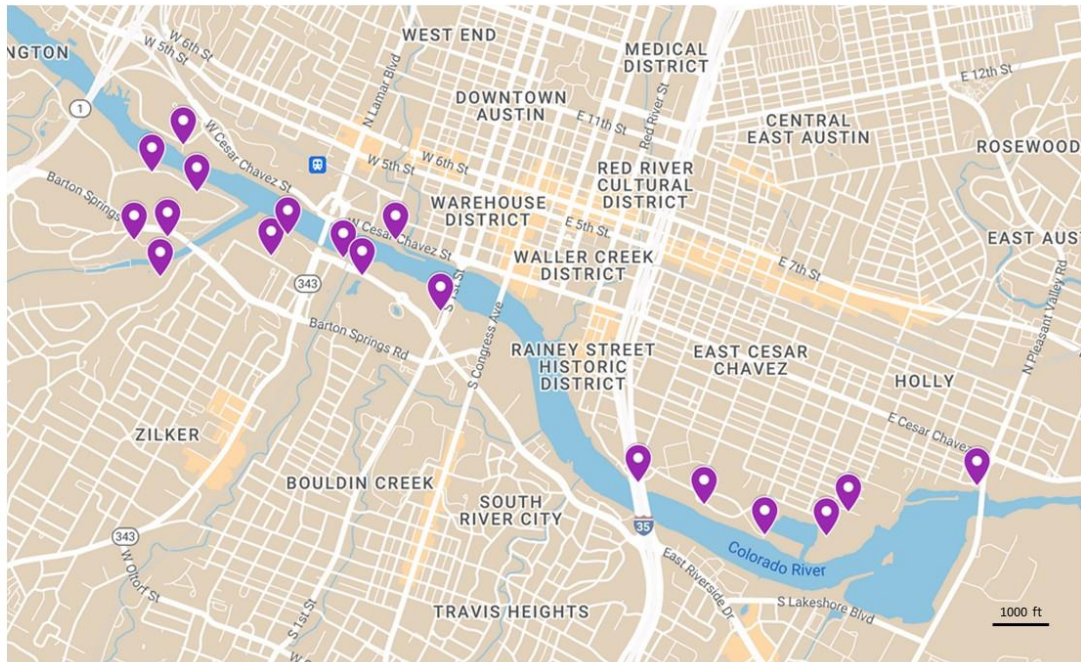 NGTON
W 6th St
W 5th St
WEST END
MEDICAL
DISTRICT
E 12th St
1
N Lamar Blvd
DOWNTOWN
AUSTIN
E 11th St
Red River St
CENTRAL
EAST AUSTIN
W Cesar Chavez St
W 5th St
W 6th St
ROSEWOOD
RED RIVER
CULTURAL
DISTRICT
Barton Springs
WAREHOUSE
DISTRICT
E 5th St
W Cesar Chavez St
EAST AUST
WALLER CREEK
DISTRICT
E 7th St
343
S 1st St
N Pleasant Valley Rd
Barton Springs Rd
S Congress Ave
RAINEY STREET
HISTORIC
DISTRICT
EAST CESAR
CHAVEZ
HOLLY
E Cesar Chavez
ZILKER
BOULDIN CREEK
SOUTH
RIVER CITY
35
343
Colorado River
W Oltorf St
East Riverside Dr
S Lakeshore Blvd
1000 ft
S 1st St
TRAVIS HEIGHTS